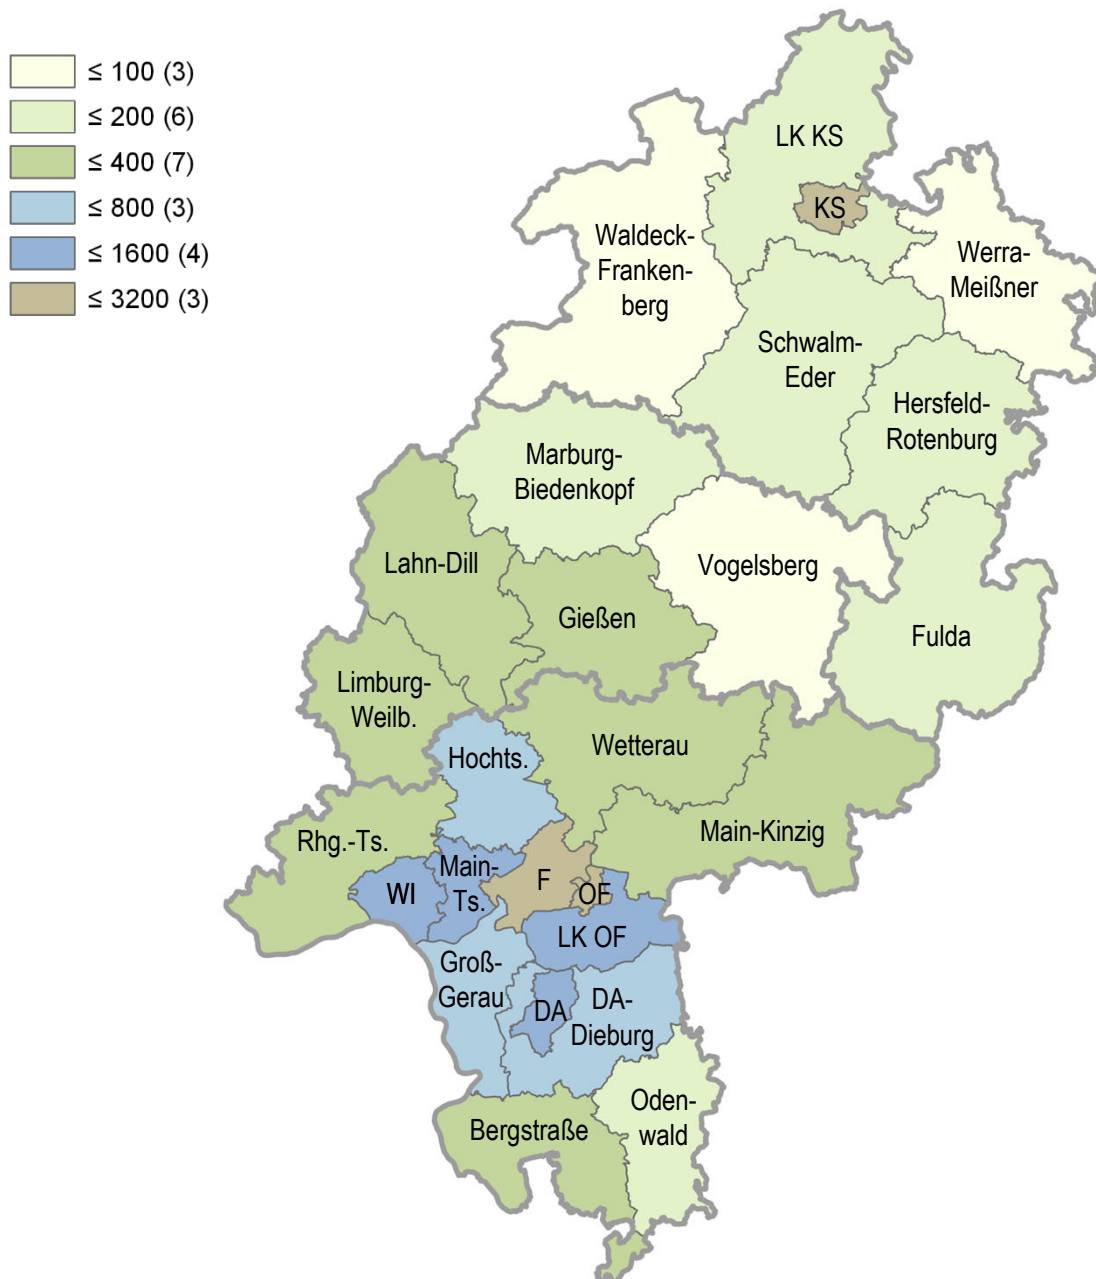 ≤ 100 (3)
≤ 200 (6)
≤ 400 (7)
≤ 800 (3)
≤ 1600 (4)
≤ 3200 (3)
LK KS
KS
Waldeck-
Franken-
berg
Werra-
Meißner
Schwalm-
Eder
Hersfeld-
Rotenburg
Marburg-
Biedenkopf
Lahn-Dill
Vogelsberg
Gießen
Fulda
Limburg-
Weilb.
Hochts.
Wetterau
Main-Kinzig
Rhg.-Ts.
Main-
Ts.
WI
F
OF
LK OF
Groß-
Gerau
DA
DA-
Dieburg
Oden-
wald
Bergstraße